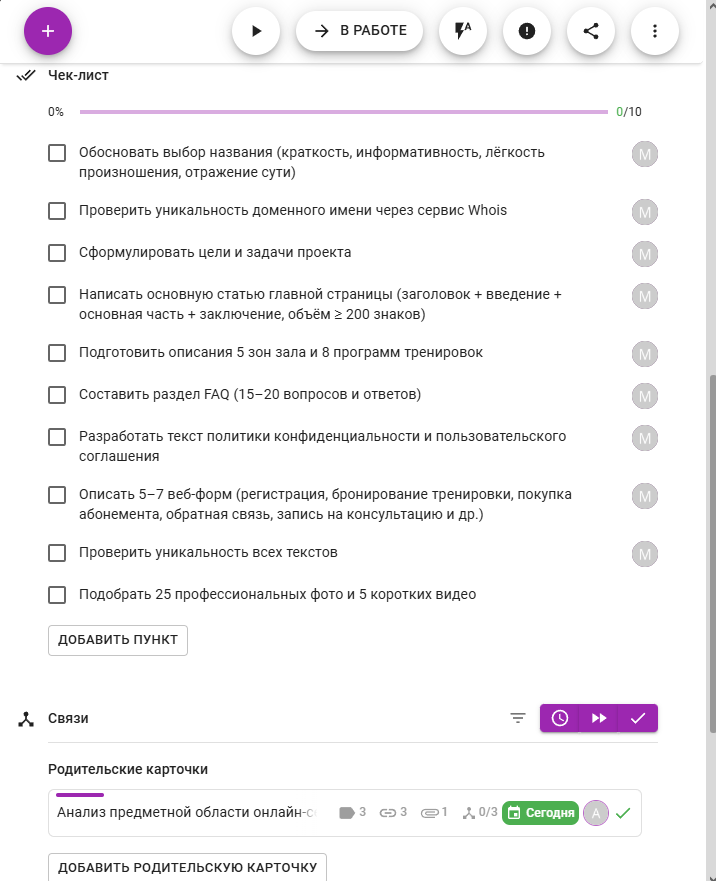 +
В РАБОТЕ
A
Чек-лист
0% 0/10
Обосновать выбор названия (краткость, информативность, лёгкость M
произношения, отражение сути)
Проверить уникальность доменного имени через сервис Whois M
Сформулировать цели и задачи проекта M
Написать основную статью главной страницы (заголовок + введение + M
основная часть + заключение, объём ≥ 200 знаков)
Подготовить описания 5 зон зала и 8 программ тренировок M
Составить раздел FAQ (15–20 вопросов и ответов) M
Разработать текст политики конфиденциальности и пользовательского M
соглашения
Описать 5–7 веб-форм (регистрация, бронирование тренировки, покупка M
абонемента, обратная связь, запись на консультацию и др.)
Проверить уникальность всех текстов M
Подобрать 25 профессиональных фото и 5 коротких видео
ДОБАВИТЬ ПУНКТ
Связи
Родительские карточки
Анализ предметной области онлайн-с 3 3 1 0/3 Сегодня A
ДОБАВИТЬ РОДИТЕЛЬСКУЮ КАРТОЧКУ